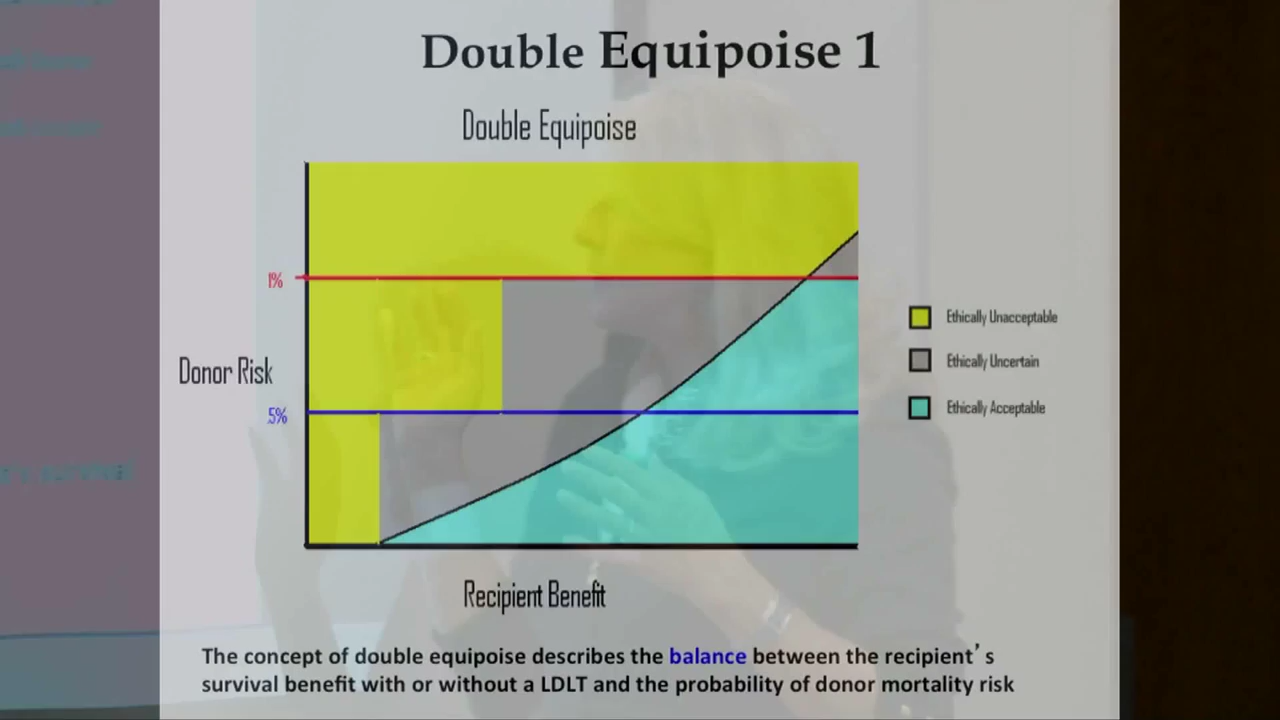 Double Equipoise 1
Double Equipoise
1%
Donor Risk
.5%
Ethically Unacceptable
Ethically Uncertain
Ethically Acceptable
Recipient Benefit
The concept of double equipoise describes the balance between the recipient's
survival benefit with or without a LDLT and the probability of donor mortality risk